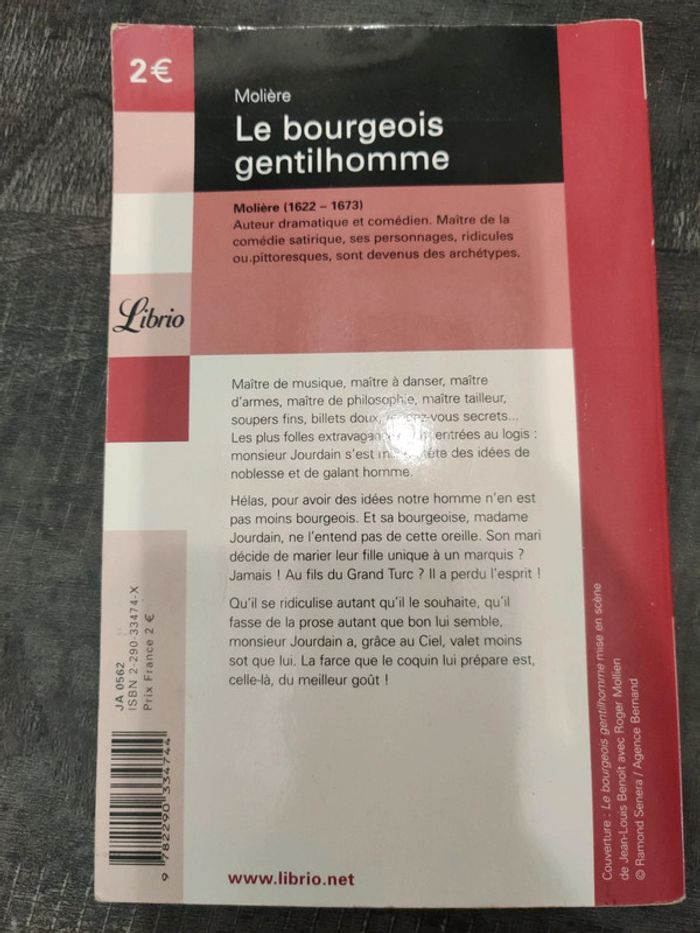 2€
Molière
Le bourgeois
gentilhomme
Molière (1622 – 1673)
Auteur dramatique et comédien. Maître de la
comédie satirique, ses personnages, ridicules
ou.pittoresques, sont devenus des archétypes.
Librio
Maître de musique, maître à danser, maître
d'armes, maître de philosophie, maître tailleur,
soupers fins, billets doux, rendez-vous secrets...
Les plus folles extravagances entrées au logis :
monsieur Jourdain s'est tête des idées de
noblesse et de galant homme.
Hélas, pour avoir des idées notre homme n'en est
pas moins bourgeois. Et sa bourgeoise, madame
Jourdain, ne l'entend pas de cette oreille. Son mari
décide de marier leur fille unique à un marquis ?
Jamais ! Au fils du Grand Turc ? Il a perdu l'esprit !
Qu'il se ridiculise autant qu'il le souhaite, qu'il
fasse de la prose autant que bon lui semble,
monsieur Jourdain a, grâce au Ciel, valet moins
sot que lui. La farce que le coquin lui prépare est,
celle-là, du meilleur goût !
JA 0562
ISBN 2-290-33474-X
Prix France 2 €
9 782290 334744
www.librio.net
Couverture : Le bourgeois gentilhomme mise en scène
de Jean-Louis Benoît avec Roger Mollien
© Ramond Senera / Agence Bernand